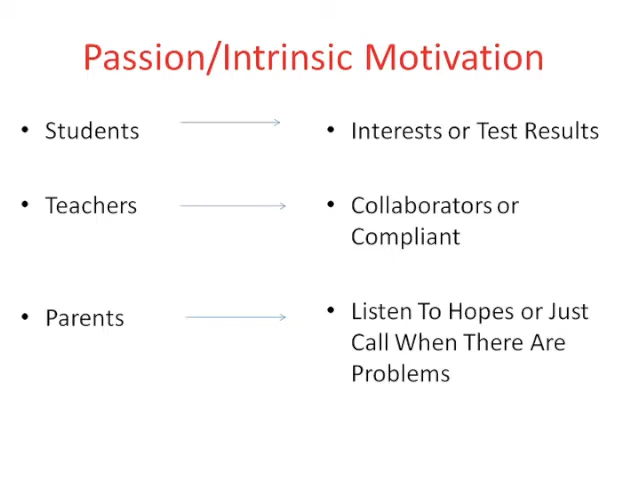 Passion/Intrinsic Motivation
• Students
• Interests or Test Results
• Teachers
• Collaborators or
Compliant
• Parents
• Listen To Hopes or Just
Call When There Are
Problems